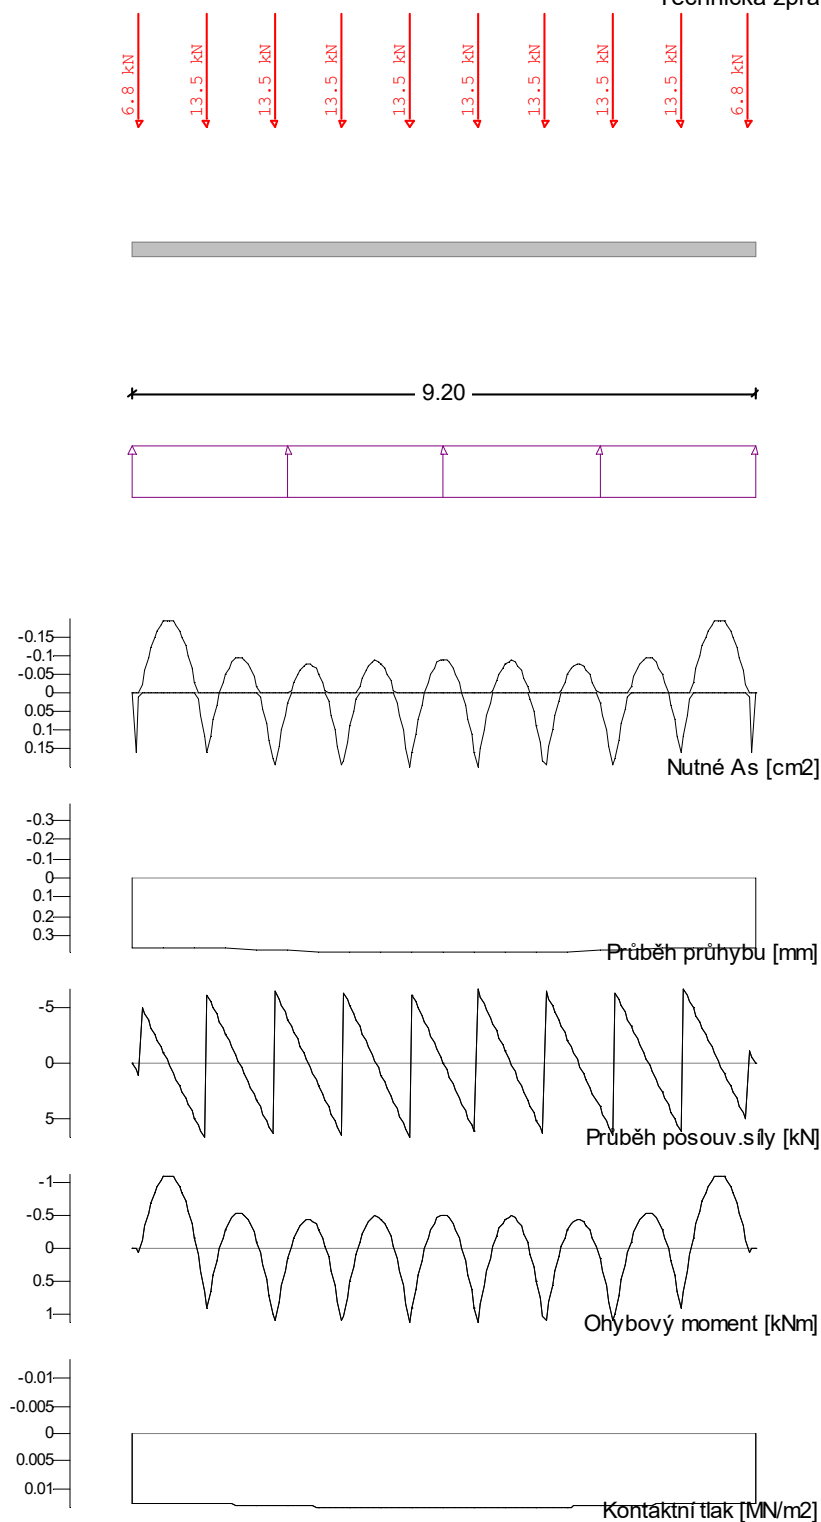 Technická zprá
6.8 kN
13.5 kN
13.5 kN
13.5 kN
13.5 kN
13.5 kN
13.5 kN
13.5 kN
13.5 kN
6.8 kN
9.20
-0.15
-0.1
-0.05
0
0.05
0.1
0.15
Nutné As [cm2]
-0.3
-0.2
-0.1
0
0.1
0.2
0.3
Průběh průhybu [mm]
-5
0
5
Průběh posouv.síly [kN]
-1
-0.5
0
0.5
1
Ohybový moment [kNm]
-0.01
-0.005
0
0.005
0.01
Kontaktní tlak [MN/m2]